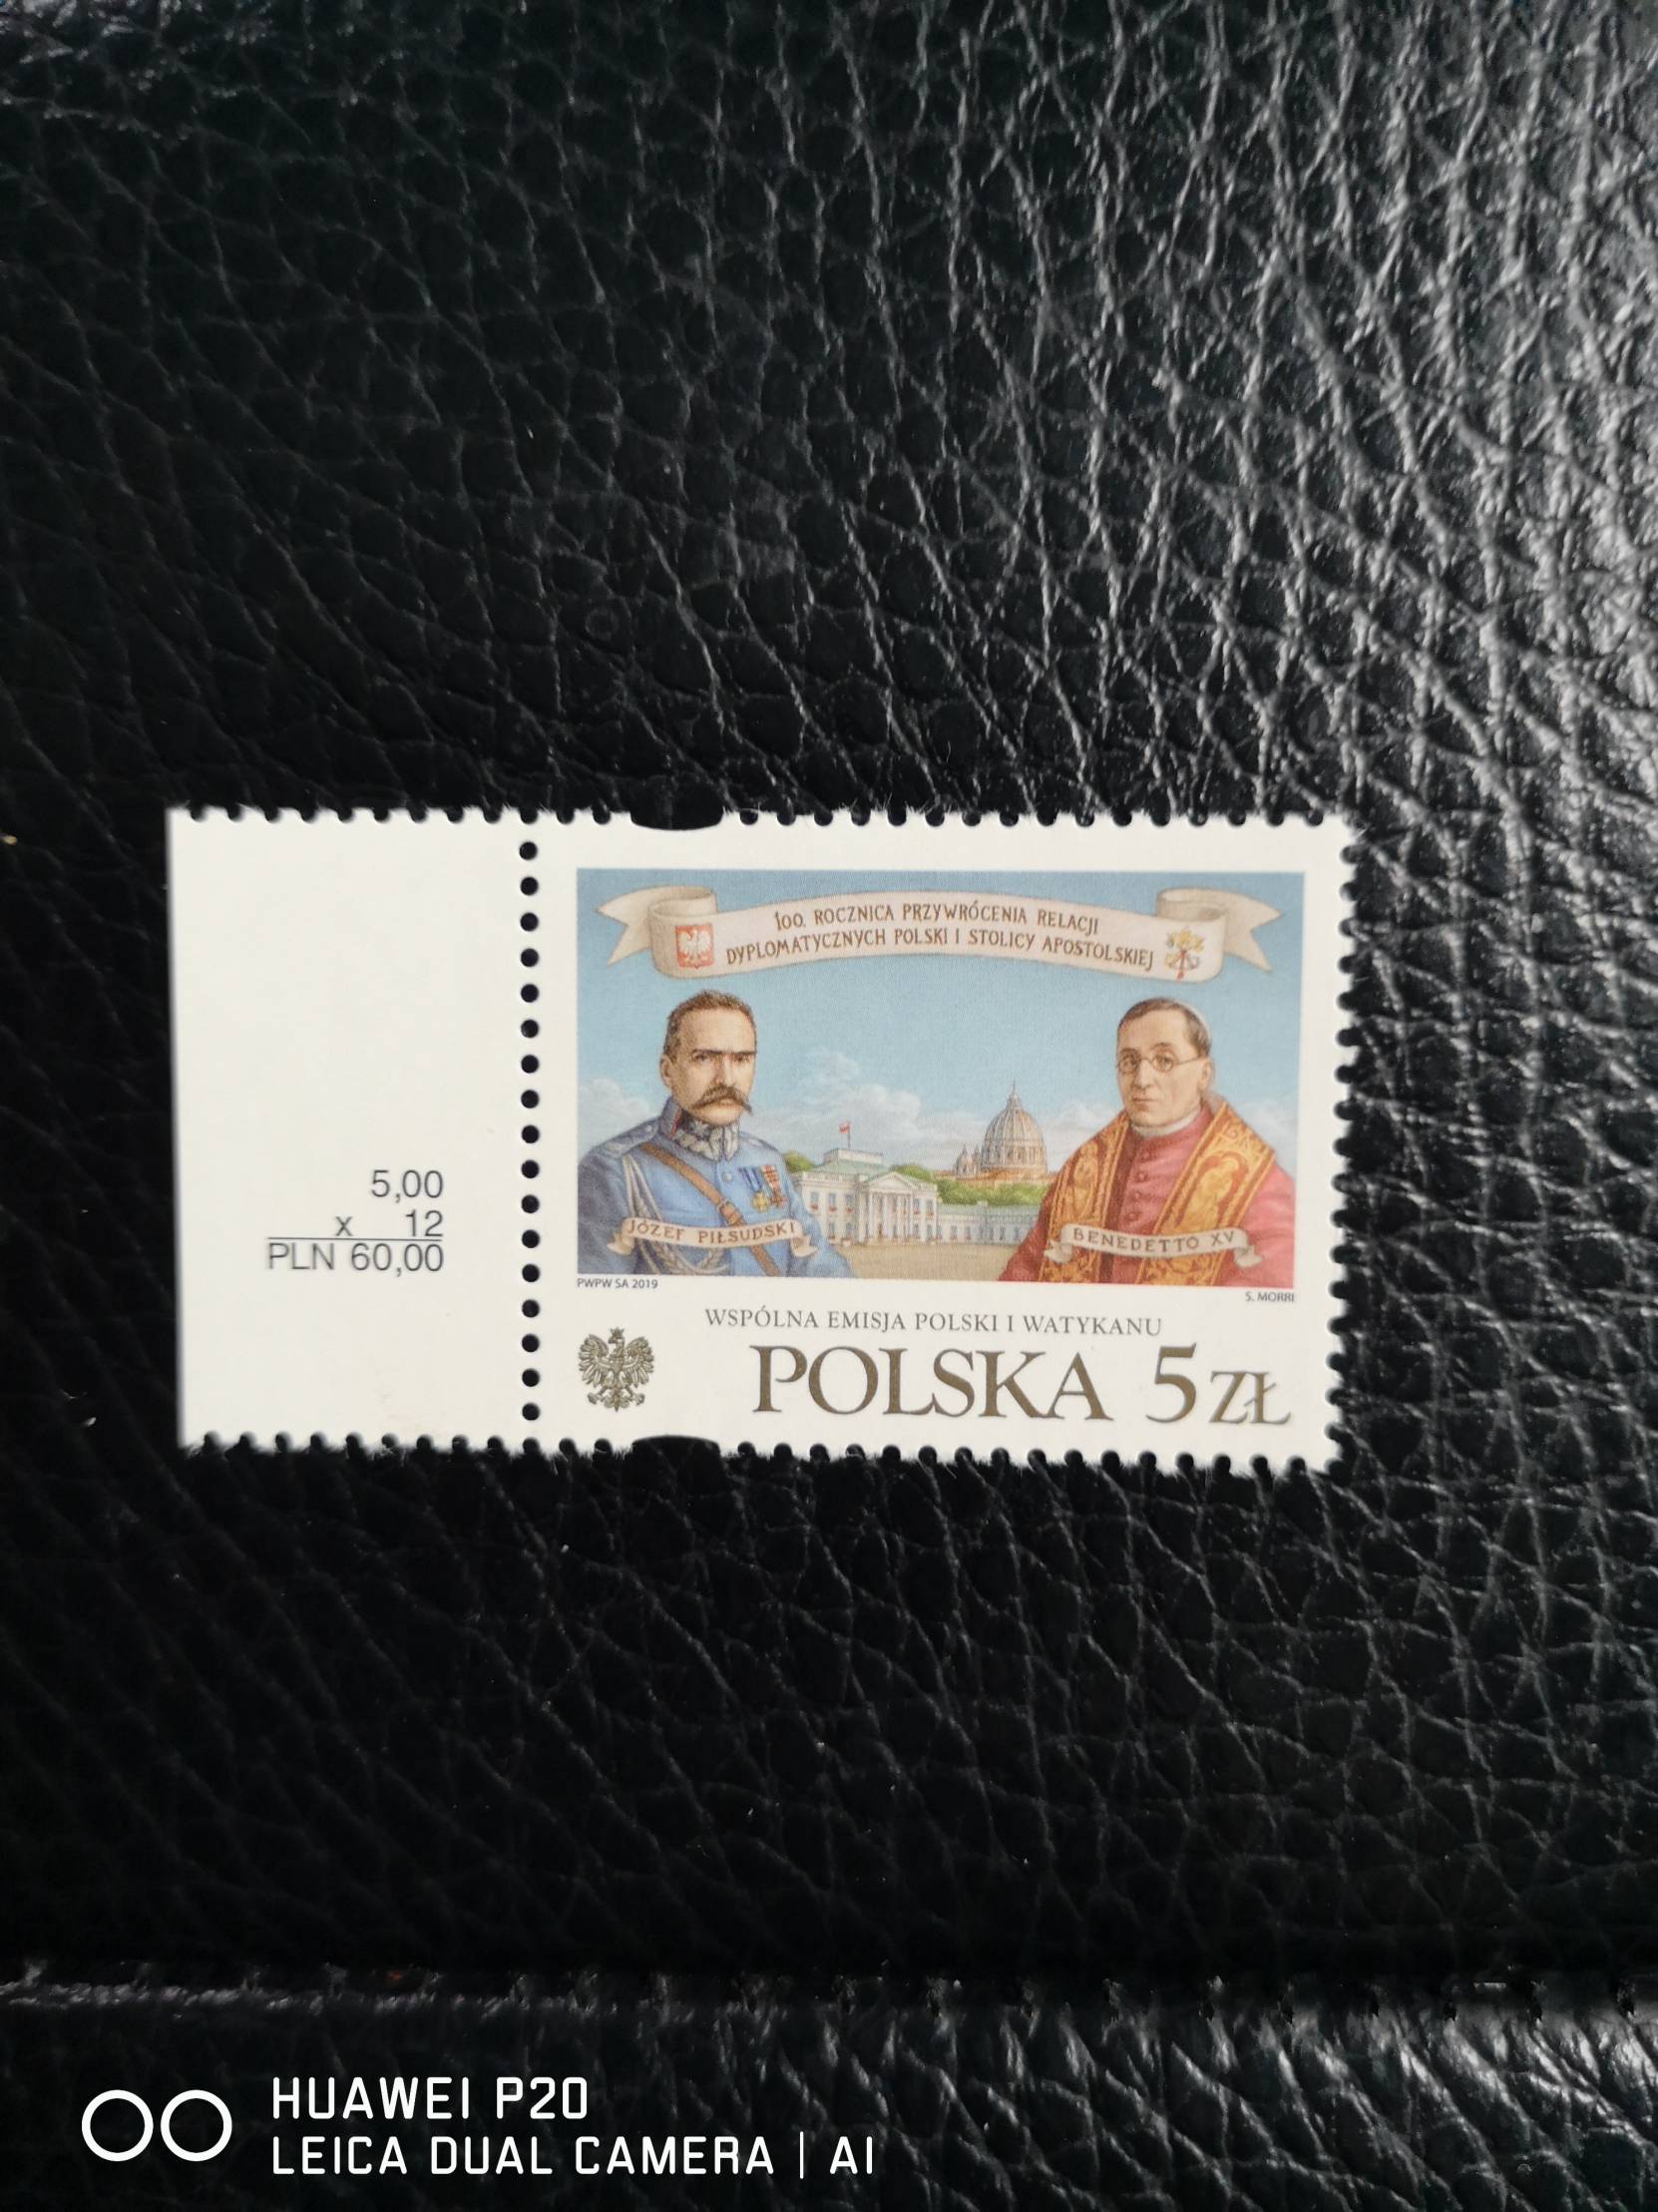 5,00
x 12
PLN 60,00
100. ROCZNICA PRZYWRÓCENIA RELACJI
DYPLOMATYCZNYCH POLSKI I STOLICY APOSTOLSKIEJ
JÓZEF PIŁSUDSKI
BENEDETTO XV
PWPW SA 2019
S. MORRI
WSPÓLNA EMISJA POLSKI I WATYKANU
POLSKA 5 ZŁ
HUAWEI P20
LEICA DUAL CAMERA | AI